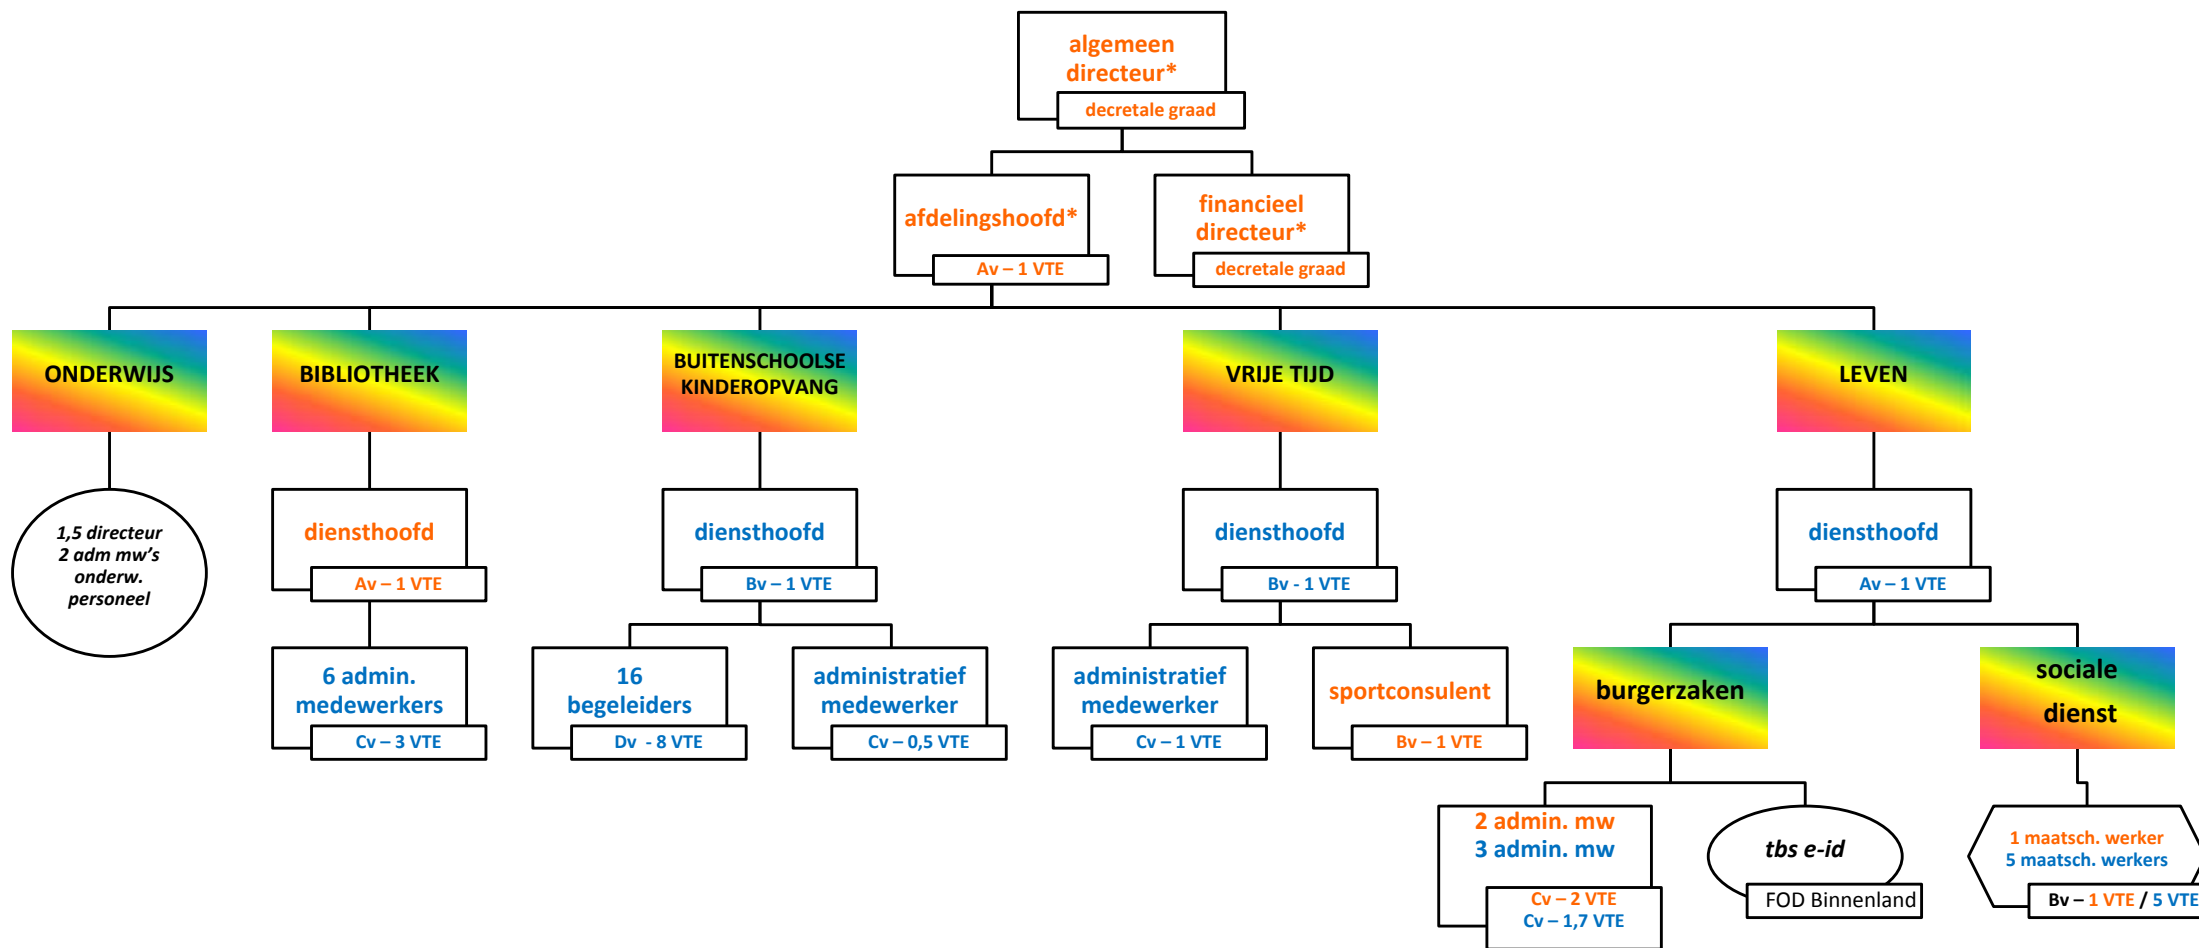 algemeen
directeur*
decretale graad
afdelingshoofd*
Av – 1 VTE
financieel
directeur*
decretale graad
ONDERWIJS
BIBLIOTHEEK
BUITENSCHOOLSE
KINDEROPVANG
VRIJE TIJD
LEVEN
1,5 directeur
2 adm mw's
onderw.
personeel
diensthoofd
Av – 1 VTE
diensthoofd
Bv – 1 VTE
diensthoofd
Bv - 1 VTE
diensthoofd
Av – 1 VTE
6 admin.
medewerkers
Cv – 3 VTE
16
begeleiders
Dv - 8 VTE
administratief
medewerker
Cv – 0,5 VTE
administratief
medewerker
Cv – 1 VTE
sportconsulent
Bv – 1 VTE
burgerzaken
sociale
dienst
2 admin. mw
3 admin. mw
Cv – 2 VTE
Cv – 1,7 VTE
tbs e-id
FOD Binnenland
1 maatsch. werker
5 maatsch. werkers
Bv – 1 VTE / 5 VTE